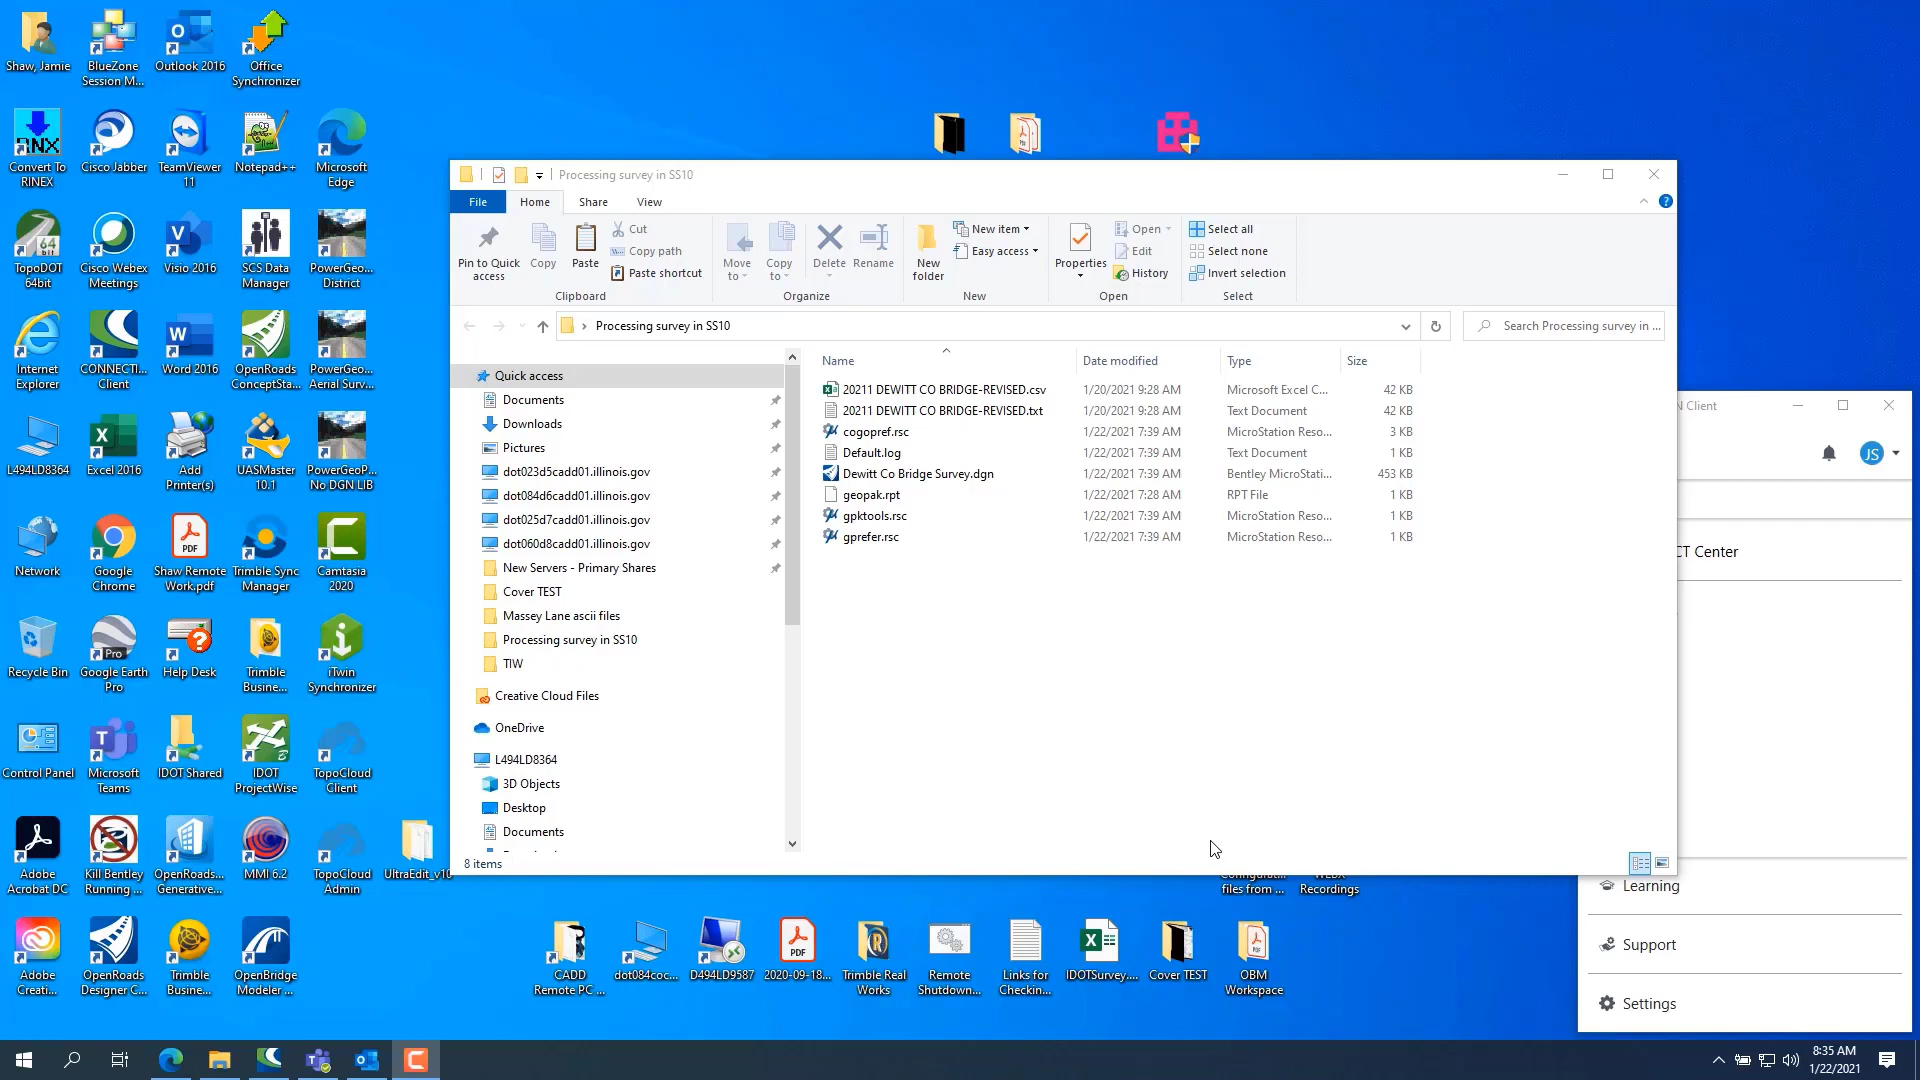 Shaw, Jamie
BlueZone
Session M...
Outlook 2016
Office
Synchronizer
RNX
Convert To
RINEX
Cisco Jabber
TeamViewer
11
Notepad++
Microsoft
Edge
64
bit
TopoDOT
64bit
Cisco Webex
Meetings
Visio 2016
SCS Data
Manager
PowerGeo...
District
Internet
Explorer
CONNECTI...
Client
Word 2016
OpenRoads
ConceptSta...
PowerGeo...
Aerial Surv...
L494LD8364
Excel 2016
Add
Printer(s)
UASMaster
10.1
PowerGeoP...
No DGN LIB
Network
Google
Chrome
PDF
Shaw Remote
Work.pdf
Trimble Sync
Manager
Camtasia
2020
Recycle Bin
Pro
Google Earth
Pro
Help Desk
Trimble
Busine...
iTwin
Synchronizer
Control Panel
Microsoft
Teams
IDOT Shared
IDOT
ProjectWise
TopoCloud
Client
Adobe
Acrobat DC
Kill Bentley
Running ...
OpenRoads...
Generative...
MMI 6.2
TopoCloud
Admin
UltraEdit_v10
Adobe
Creati...
OpenRoads
Designer C...
Trimble
Busine...
OpenBridge
Modeler ...
Processing survey in SS10
File
Home
Share
View
Pin to Quick
access
Copy
Paste
Cut
Copy path
Paste shortcut
Clipboard
Move
to
Copy
to
Delete
Rename
Organize
New
folder
New item
Easy access
New
Properties
Open
Edit
History
Open
Select all
Select none
Invert selection
Select
Processing survey in SS10
Search Processing survey in ...
Quick access
Documents
Downloads
Pictures
dot023d5cadd01.illinois.gov
dot084d6cadd01.illinois.gov
dot025d7cadd01.illinois.gov
dot060d8cadd01.illinois.gov
New Servers - Primary Shares
Cover TEST
Massey Lane ascii files
Processing survey in SS10
TIW
Creative Cloud Files
OneDrive
L494LD8364
3D Objects
Desktop
Documents
Name Date modified Type Size
20211 DEWITT CO BRIDGE-REVISED.csv 1/20/2021 9:28 AM Microsoft Excel C... 42 KB
20211 DEWITT CO BRIDGE-REVISED.txt 1/20/2021 9:28 AM Text Document 42 KB
cogopref.rsc 1/22/2021 7:39 AM MicroStation Reso... 3 KB
Default.log 1/22/2021 7:39 AM Text Document 1 KB
Dewitt Co Bridge Survey.dgn 1/22/2021 7:39 AM Bentley MicroStati... 453 KB
geopak.rpt 1/22/2021 7:28 AM RPT File 1 KB
gpktools.rsc 1/22/2021 7:39 AM MicroStation Reso... 1 KB
gprefer.rsc 1/22/2021 7:39 AM MicroStation Reso... 1 KB
8 items
N Client
JS
CT Center
Learning
Support
Settings
files from ...
Recordings
CADD
Remote PC ...
dot084coc...
D494LD9587
PDF
2020-09-18...
Trimble Real
Works
Remote
Shutdown...
Links for
Checkin...
IDOTSurvey....
Cover TEST
OBM
Workspace
8:35 AM
1/22/2021